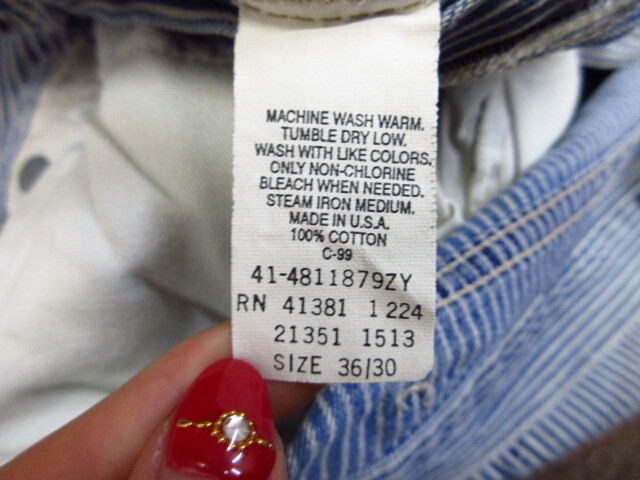 MACHINE WASH WARM.
TUMBLE DRY LOW.
WASH WITH LIKE COLORS,
ONLY NON-CHLORINE
BLEACH WHEN NEEDED.
STEAM IRON MEDIUM.
MADE IN U.S.A.
100% COTTON
C-99
41-4811879ZY
RN 41381 1 224
21351 1513
SIZE 36/30